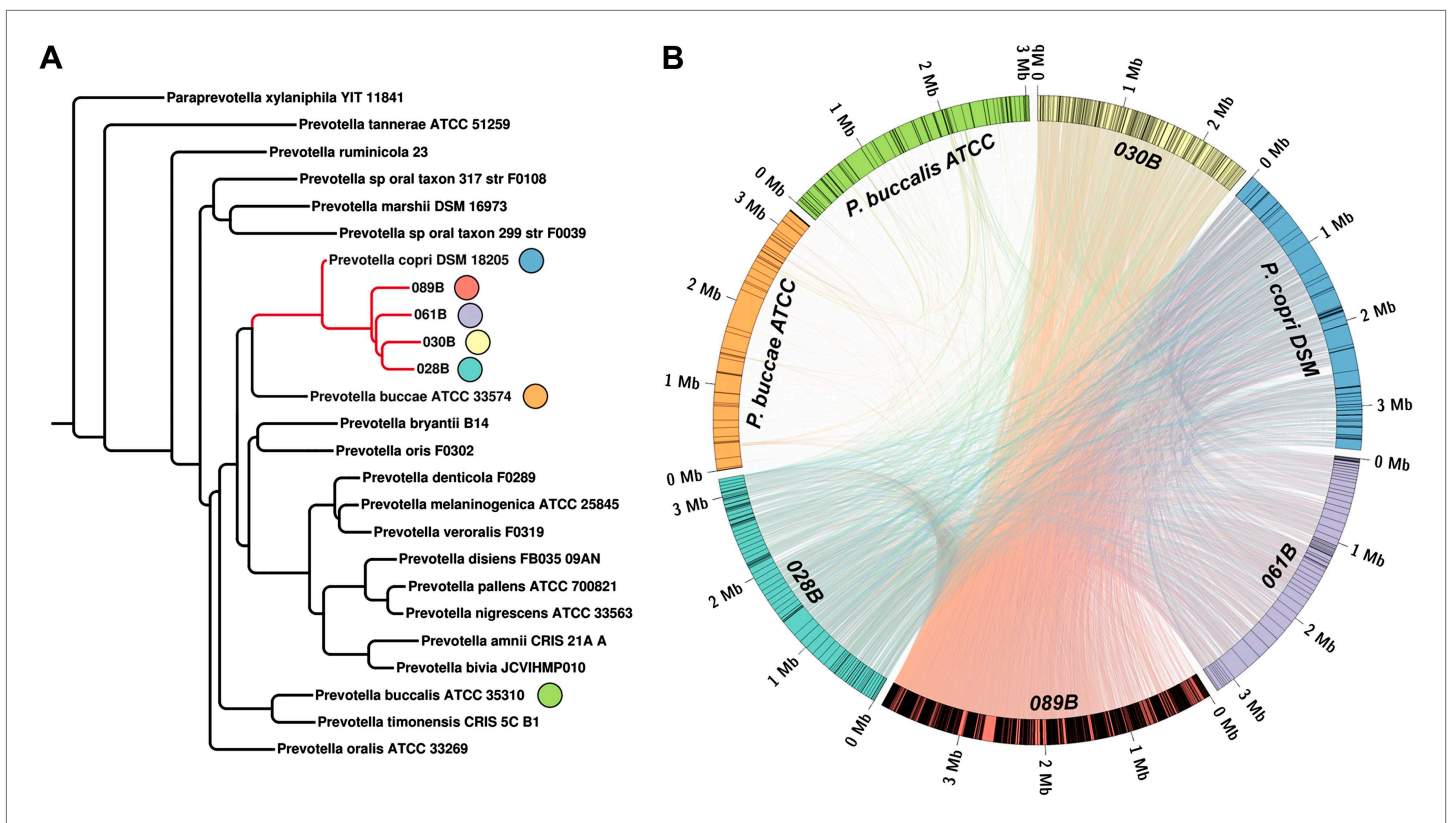 A
Paraprevotella xylaniphila YIT 11841
Prevotella tannerae ATCC 51259
Prevotella ruminicola 23
Prevotella sp oral taxon 317 str F0108
Prevotella marshii DSM 16973
Prevotella sp oral taxon 299 str F0039
Prevotella copri DSM 18205
089B
061B
030B
028B
Prevotella buccae ATCC 33574
Prevotella bryantii B14
Prevotella oris F0302
Prevotella denticola F0289
Prevotella melaninogenica ATCC 25845
Prevotella veroralis F0319
Prevotella disiens FB035 09AN
Prevotella pallens ATCC 700821
Prevotella nigrescens ATCC 33563
Prevotella amnii CRIS 21A A
Prevotella bivia JCVIHMP010
Prevotella buccalis ATCC 35310
Prevotella timonensis CRIS 5C B1
Prevotella oralis ATCC 33269
B
0 Mb
1 Mb
2 Mb
030B
0 Mb
1 Mb
2 Mb
3 Mb
P. copri DSM
0 Mb
1 Mb
2 Mb
3 Mb
061B
0 Mb
1 Mb
2 Mb
3 Mb
089B
0 Mb
1 Mb
2 Mb
3 Mb
028B
0 Mb
1 Mb
2 Mb
3 Mb
P. buccae ATCC
0 Mb
1 Mb
2 Mb
3 Mb
P. buccalis ATCC